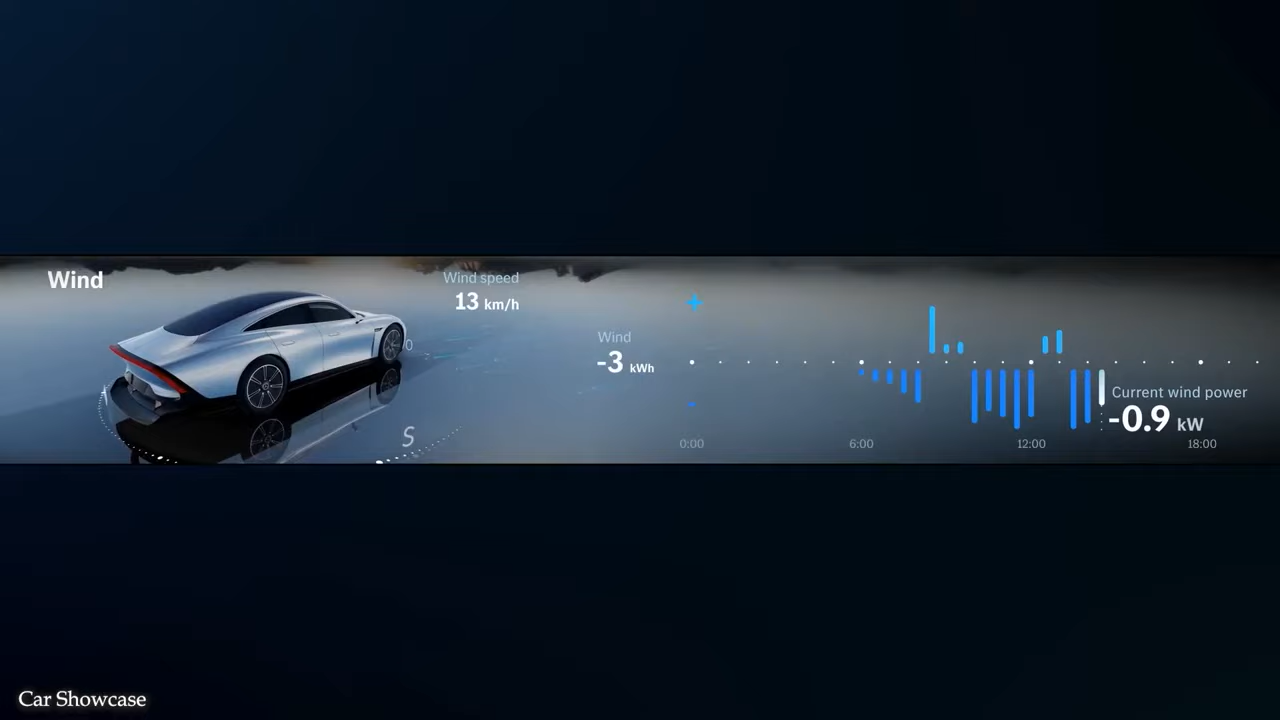 Wind
Wind speed
13 km/h
0
S
Wind
-3 kWh
+
-
0:00
6:00
12:00
18:00
Current wind power
-0.9 kW
Car Showcase